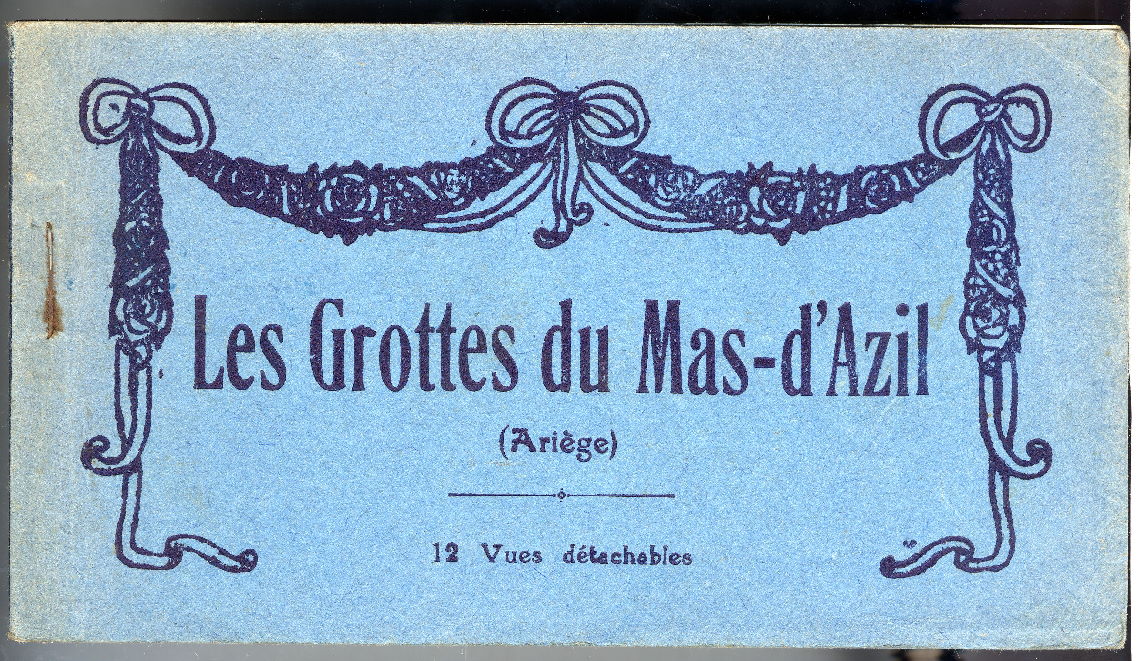 Les Grottes du Mas-d'Azil
(Ariège)
12 Vues détachables